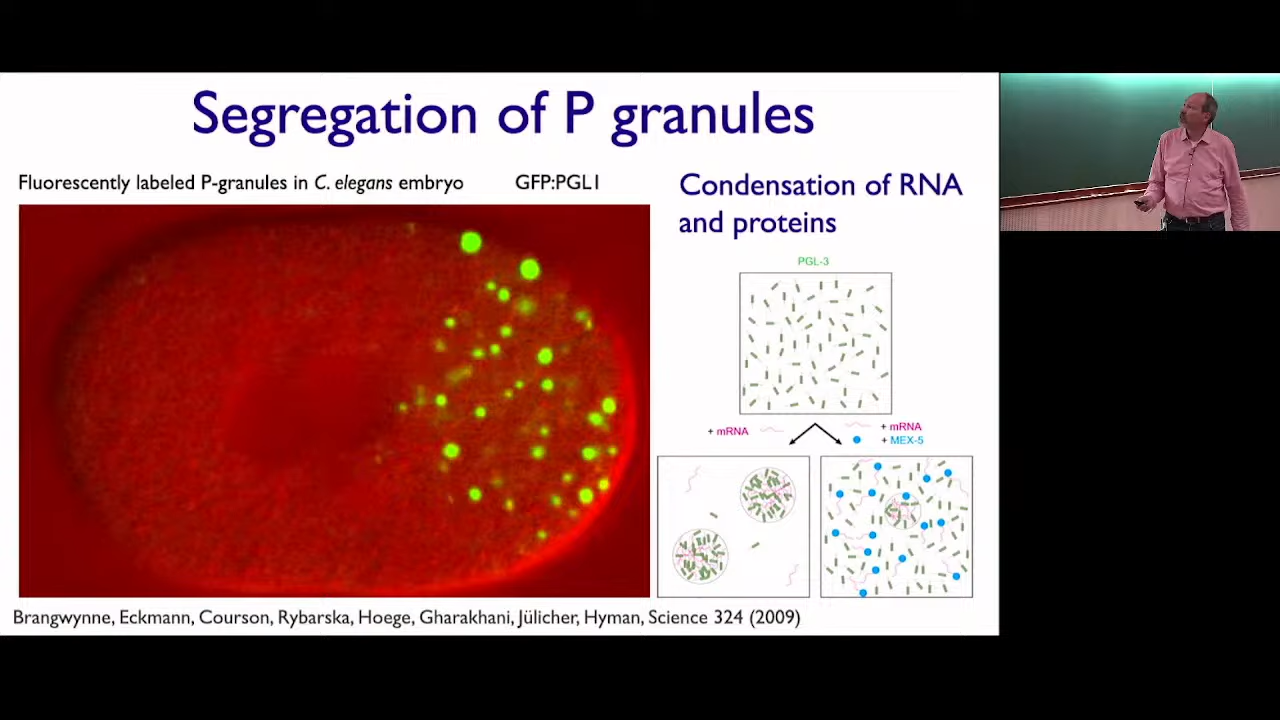 Segregation of P granules
Fluorescently labeled P-granules in C. elegans embryo GFP:PGL1
Condensation of RNA
and proteins
PGL-3
+ mRNA
+ mRNA
+ MEX-5
Brangwynne, Eckmann, Courson, Rybarska, Hoege, Gharakhani, Jülicher, Hyman, Science 324 (2009)